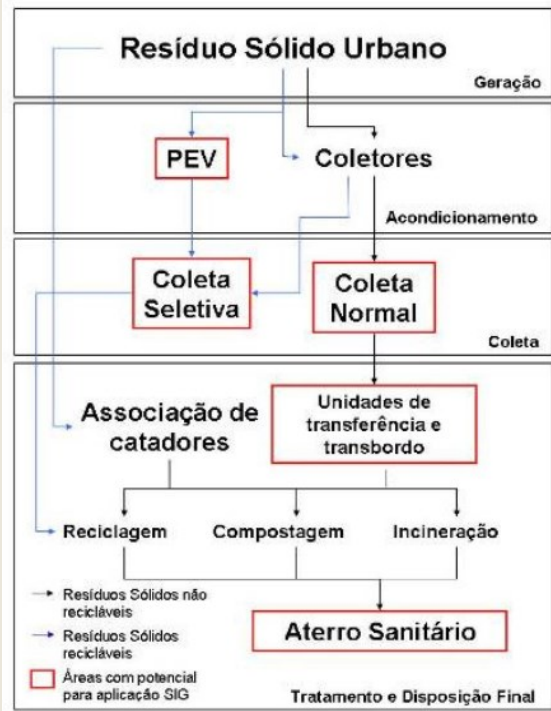 Resíduo Sólido Urbano
Geração
PEV
Coletores
Acondicionamento
Coleta
Seletiva
Coleta
Normal
Coleta
Associação de
catadores
Unidades de
transferência e
transbordo
Reciclagem
Compostagem
Incineração
Resíduos Sólidos não
recicláveis
Resíduos Sólidos
recicláveis
Áreas com potencial
para aplicação SIG
Aterro Sanitário
Tratamento e Disposição Final